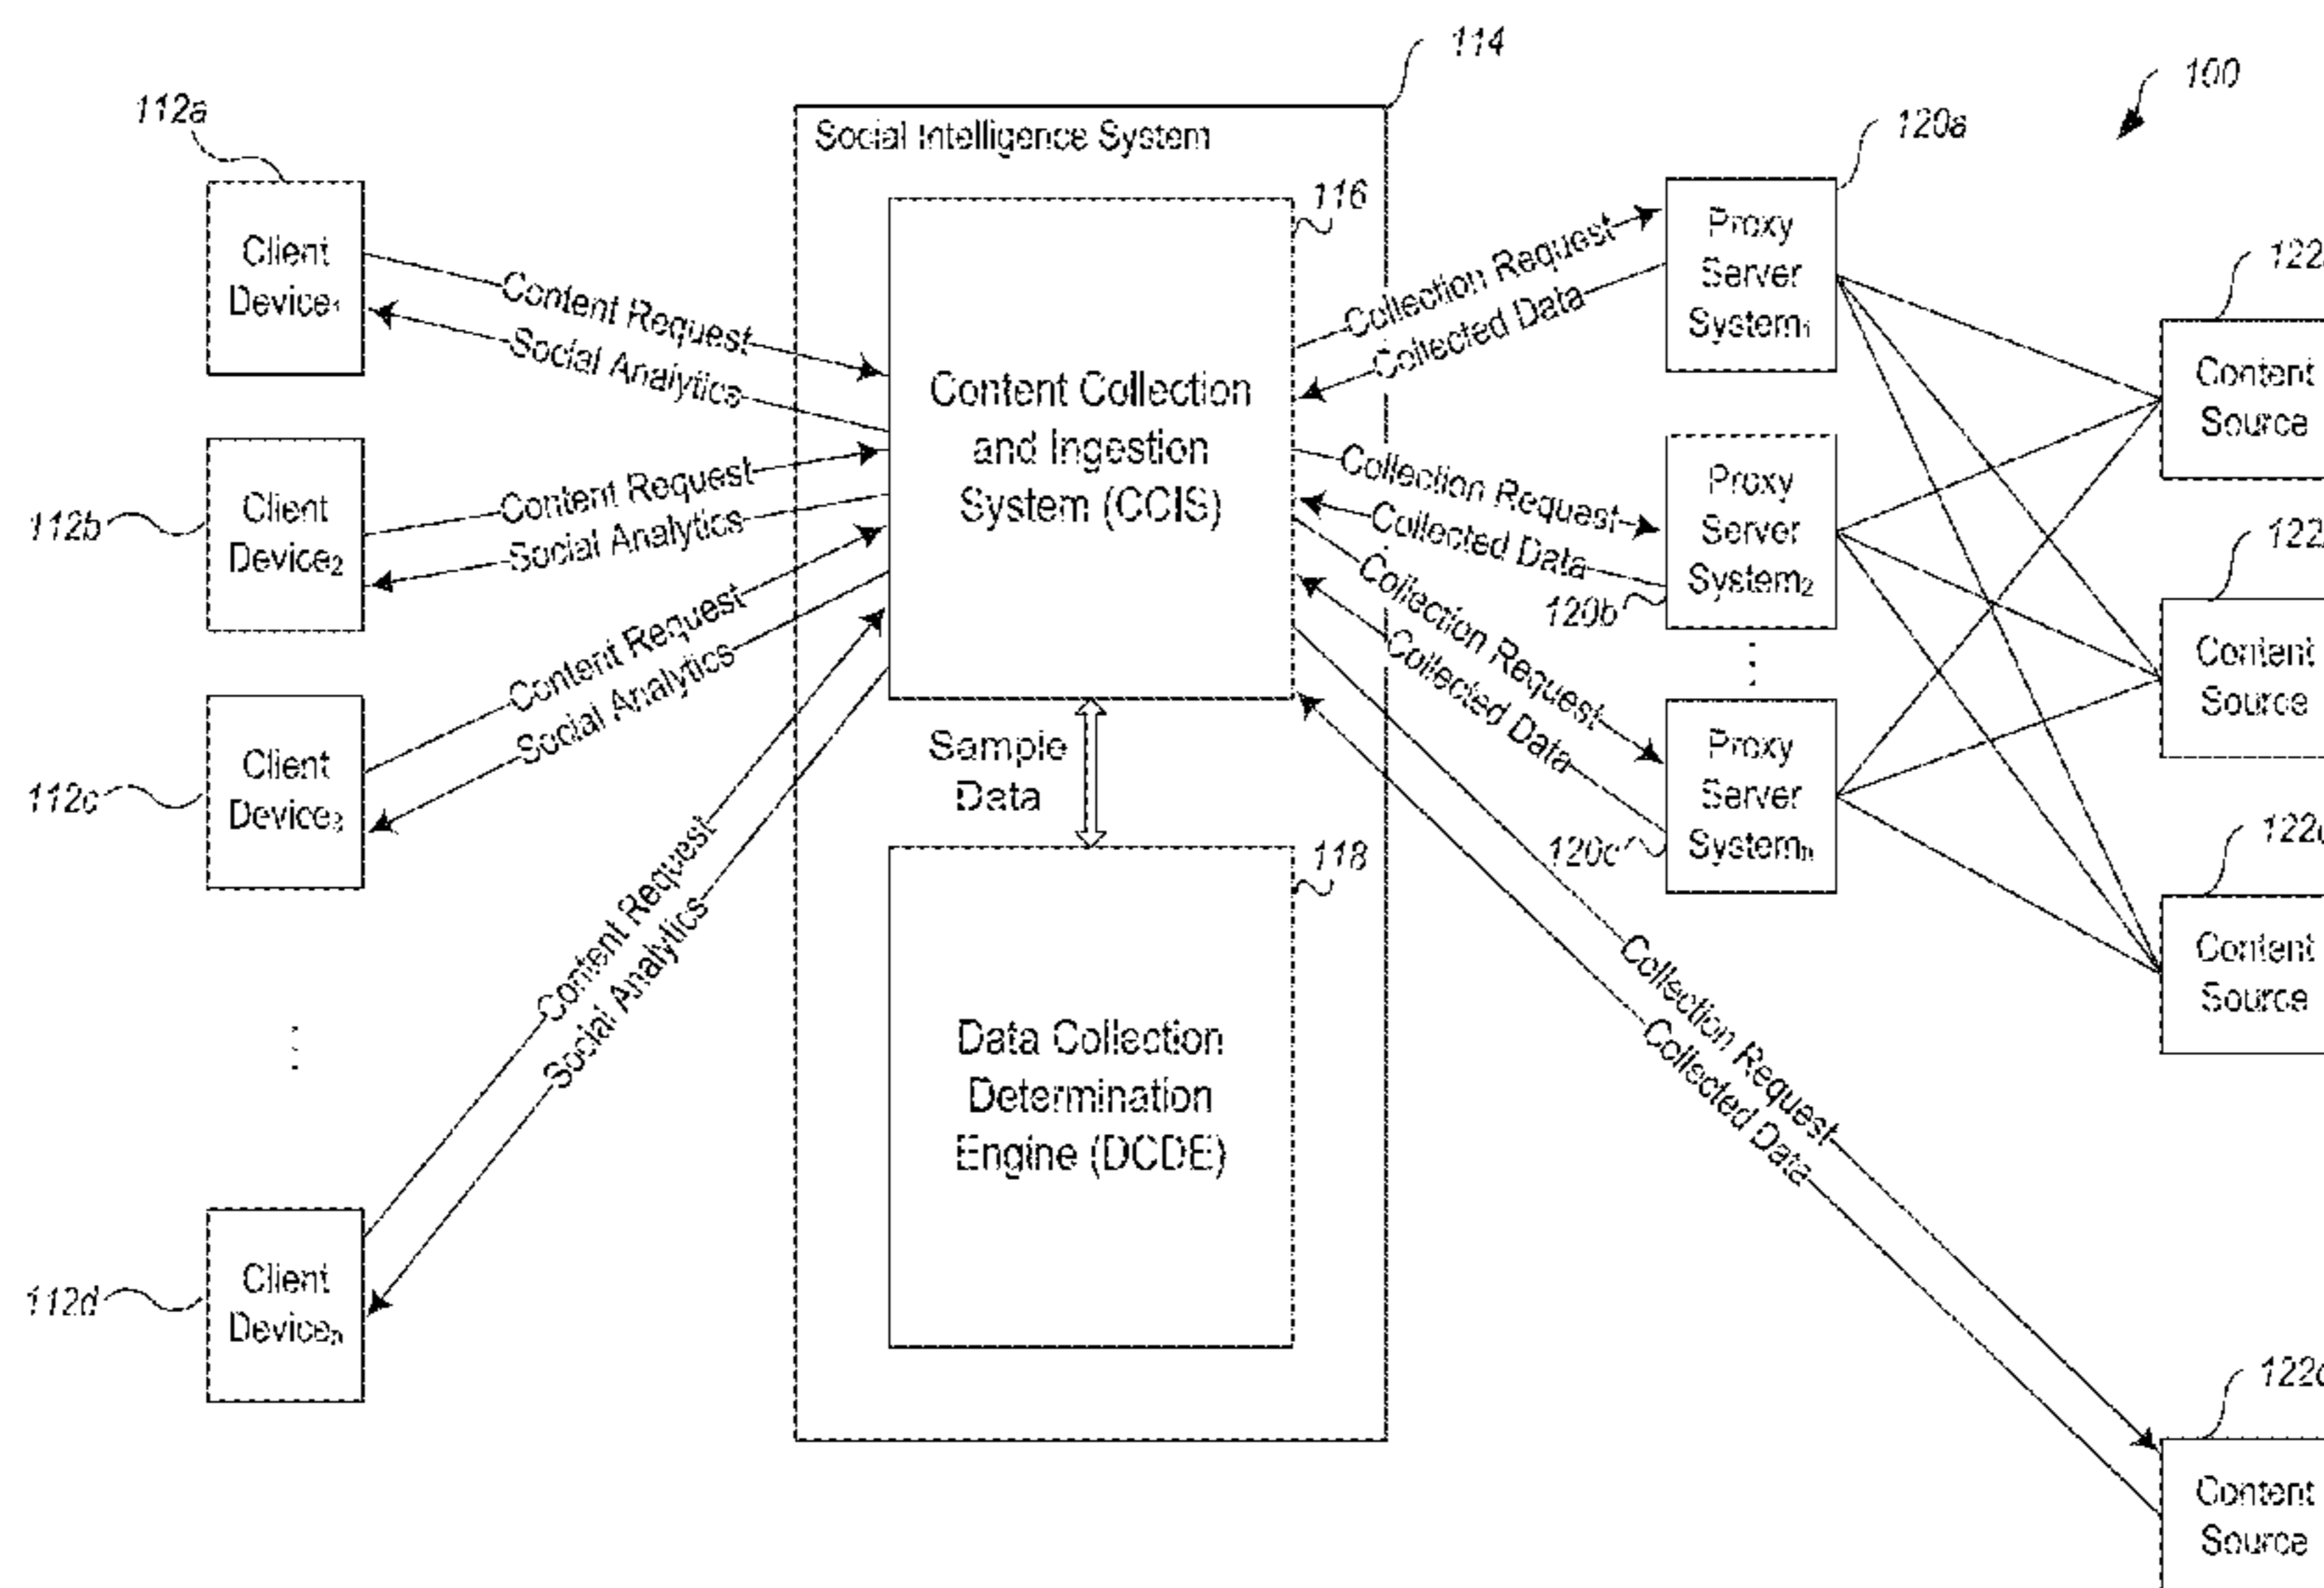 114
100
112a
120a
Social Intelligence System
116
Client
Device₁
Content Request
Social Analytics
Collection Request
Collected Data
Proxy
Server
System₁
Content
Source
Content Collection
and Ingestion
System (CCIS)
112b
Client
Device₂
Content Request
Social Analytics
Collection Request
Collected Data
Proxy
Server
System₂
120b
Content
Source
112c
Client
Device₃
Content Request
Social Analytics
Collection Request
Collected Data
Proxy
Server
Systemₙ
120c
Sample
Data
118
Content
Source
Content Request
Social Analytics
Data Collection
Determination
Engine (DCDE)
Collection Request
Collected Data
112d
Client
Deviceₙ
Content
Source